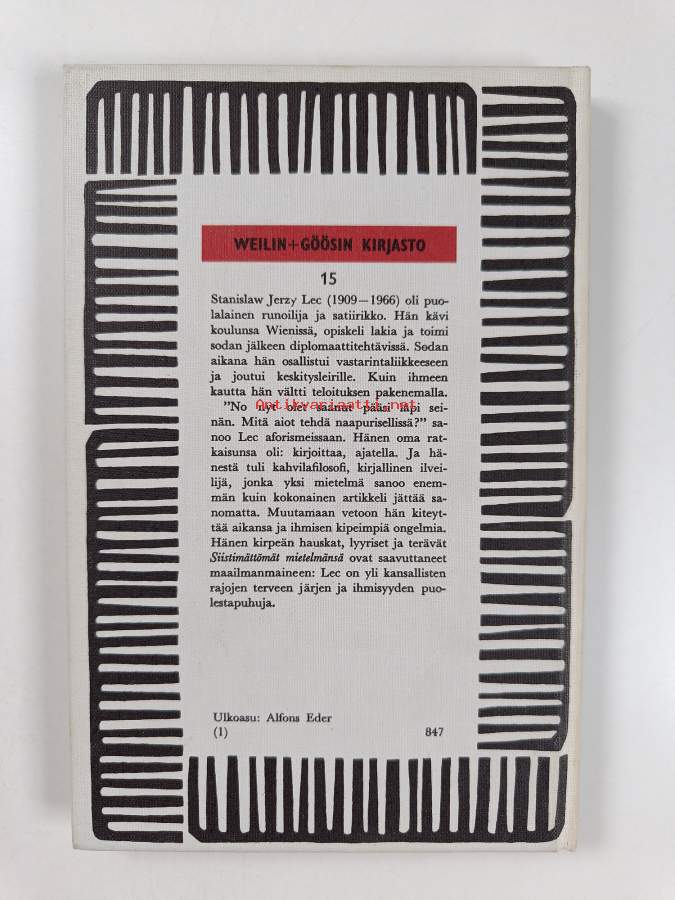 WEILIN+GÖÖSIN KIRJASTO
15
Stanislaw Jerzy Lec (1909—1966) oli puo-
lalainen runoilija ja satiirikko. Hän kävi
koulunsa Wienissä, opiskeli lakia ja toimi
sodan jälkeen diplomaattitehtävissä. Sodan
aikana hän osallistui vastarintaliikkeeseen
ja joutui keskitysleirille. Kuin ihmeen
kautta hän vältti teloituksen pakenemalla.
Antikvariaatti.net
"No nyt olet saanut pääsi läpi sei-
nän. Mitä aiot tehdä naapurisellissä?" sa-
noo Lec aforismeissaan. Hänen oma rat-
kaisunsa oli: kirjoittaa, ajatella. Ja hä-
nestä tuli kahvilafilosofi, kirjallinen ilvei-
lijä, jonka yksi mietelmä sanoo enem-
män kuin kokonainen artikkeli jättää sa-
nomatta. Muutamaan vetoon hän kiteyt-
tää aikansa ja ihmisen kipeimpiä ongelmia.
Hänen kirpeän hauskat, lyyriset ja terävät
Siistimättömät mietelmänsä ovat saavuttaneet
maailmanmaineen: Lec on yli kansallisten
rajojen terveen järjen ja ihmisyyden puo-
lestapuhuja.
Ulkoasu: Alfons Eder
(1) 847